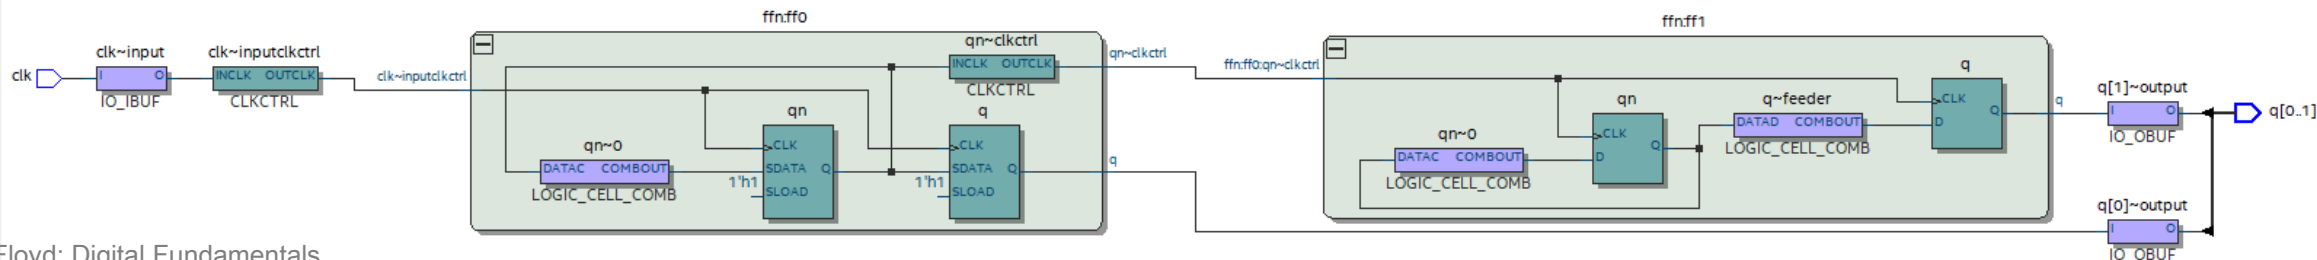 ffn:ff0
ffn:ff1
clk~input
clk~inputclkctrl
qn~clkctrl
qn~clkctrl
ffn:ff0:qn~clkctrl
q
clk
I O
INCLK OUTCLK
clk~inputclkctrl
INCLK OUTCLK
CLK
Q
q
q[1]~output
I O
q[0..1]
IO_IBUF
CLKCTRL
CLKCTRL
D
IO_OBUF
qn
q
qn
q~feeder
qn~0
CLK
CLK
CLK
DATAD COMBOUT
LOGIC_CELL_COMB
qn~0
DATAC COMBOUT
Q
D
DATAC COMBOUT
SDATA Q
SDATA Q
q
LOGIC_CELL_COMB
1'h1
SLOAD
1'h1
SLOAD
LOGIC_CELL_COMB
q[0]~output
I O
IO_OBUF
Floyd: Digital Fundamentals